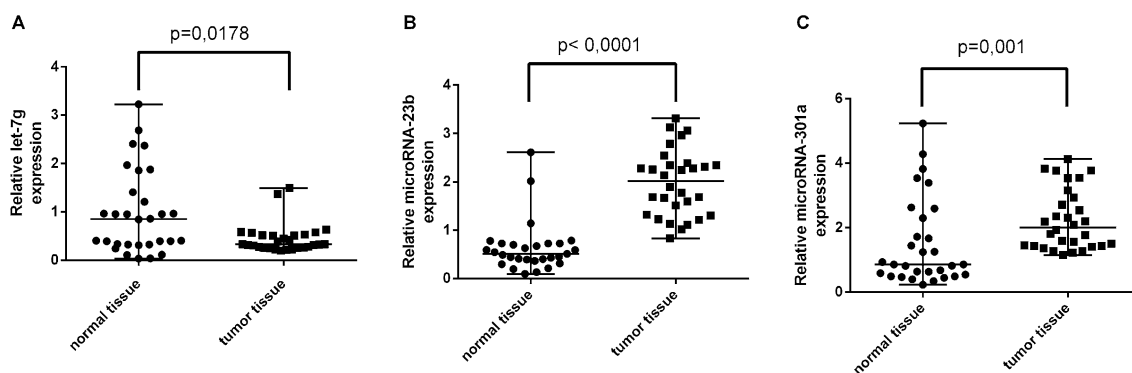 A
p=0,0178
Relative let-7g
expression
4
3
2
1
0
normal tissue
tumor tissue
B
p< 0,0001
Relative microRNA-23b
expression
4
3
2
1
0
normal tissue
tumor tissue
C
p=0,001
Relative microRNA-301a
expression
6
4
2
0
normal tissue
tumor tissue